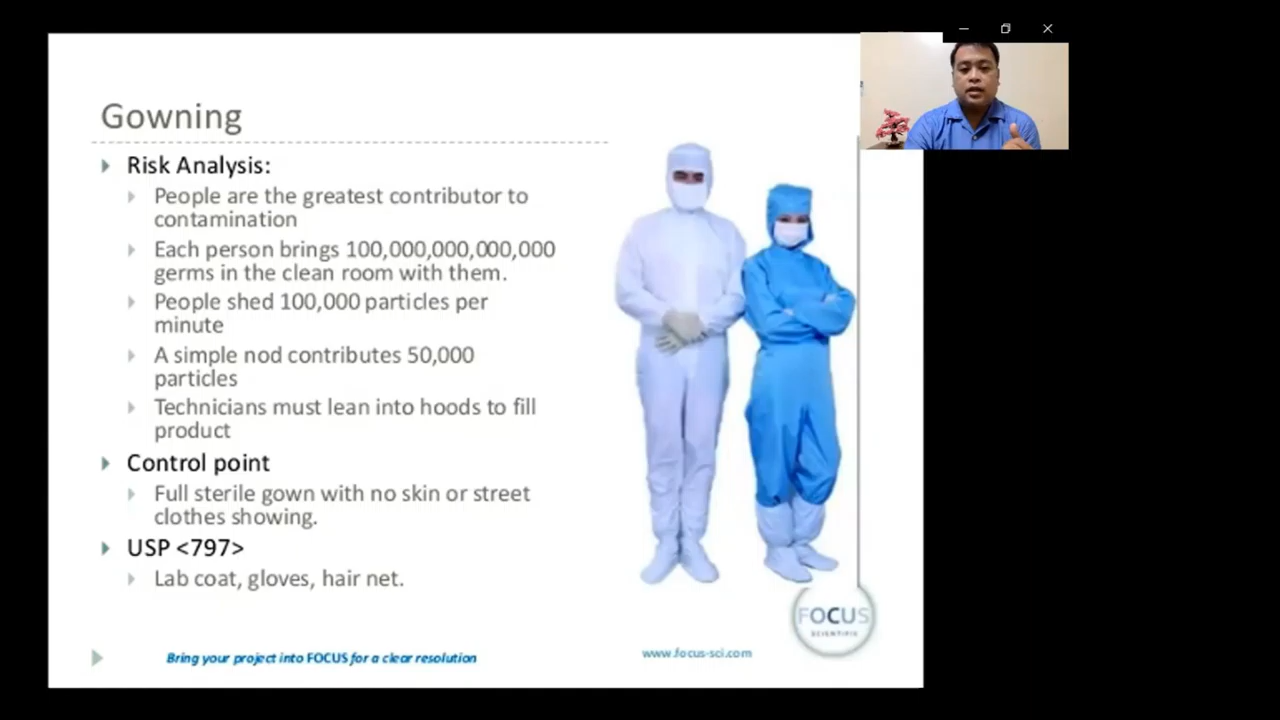 Gowning
Risk Analysis:
People are the greatest contributor to
contamination
Each person brings 100,000,000,000,000
germs in the clean room with them.
People shed 100,000 particles per
minute
A simple nod contributes 50,000
particles
Technicians must lean into hoods to fill
product
Control point
Full sterile gown with no skin or street
clothes showing.
USP <797>
Lab coat, gloves, hair net.
FOCUS
SCIENTIFIC
Bring your project into FOCUS for a clear resolution
www.focus-sci.com